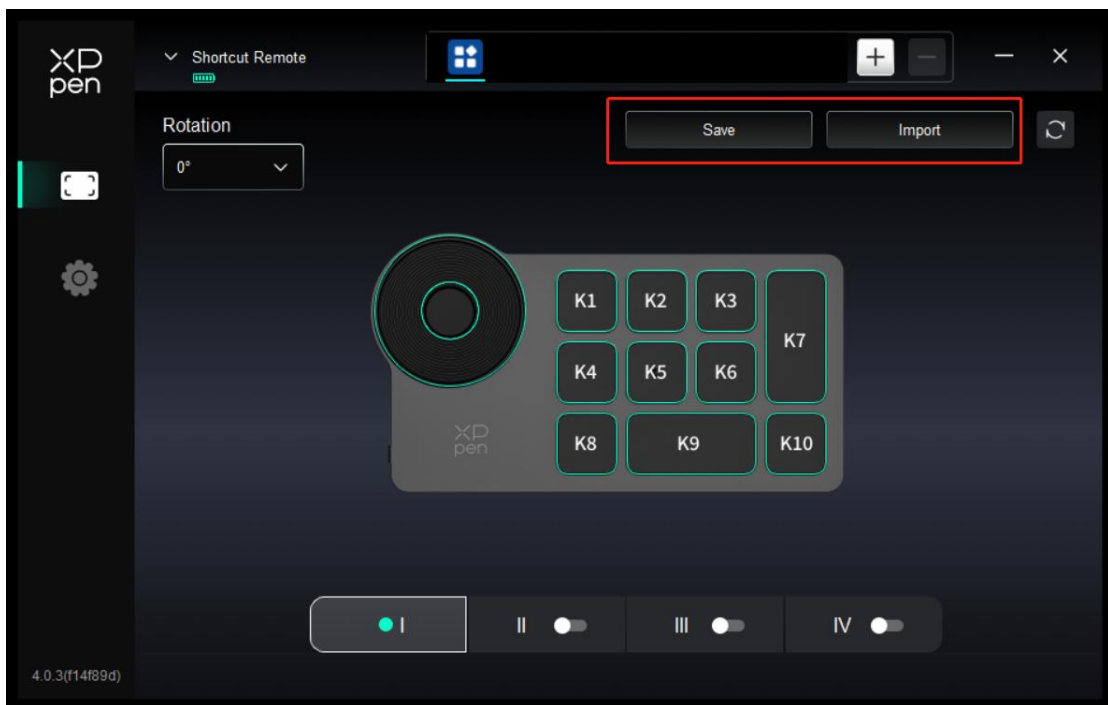 XP
pen
Shortcut Remote
Rotation
Save
Import
0°
K1
K2
K3
K7
K4
K5
K6
XP
pen
K8
K9
K10
I
II
III
IV
4.0.3(f14f89d)